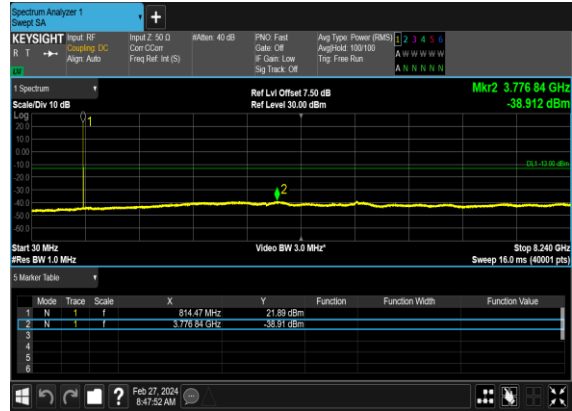 Spectrum Analyzer 1
Swept SA
KEYSIGHT Input: RF Input Z: 50 Ω #Atten: 40 dB PNO: Fast Avg Type: Power (RMS) 1 2 3 4 5 6
R T Coupling: DC Corr CCorr Gate: Off Avg|Hold: 100/100 A W W W W W
Align: Auto Freq Ref: Int (S) IF Gain: Low Trig: Free Run
Sig Track: Off A N N N N N
1 Spectrum
Ref Lvl Offset 7.50 dB Mkr2 3.776 84 GHz
Scale/Div 10 dB Ref Level 30.00 dBm -38.912 dBm
Log
1
20.0
10.0
0.00
-10.0
DL1 -13.00 dBm
-20.0
-30.0
2
-40.0
-50.0
-60.0
Start 30 MHz Video BW 3.0 MHz* Stop 8.240 GHz
#Res BW 1.0 MHz Sweep 16.0 ms (40001 pts)
5 Marker Table
Mode Trace Scale X Y Function Function Width Function Value
1 N 1 f 814.47 MHz 21.89 dBm
2 N 1 f 3.776 84 GHz -38.91 dBm
3
4
5
6
? Feb 27, 2024
8:47:52 AM